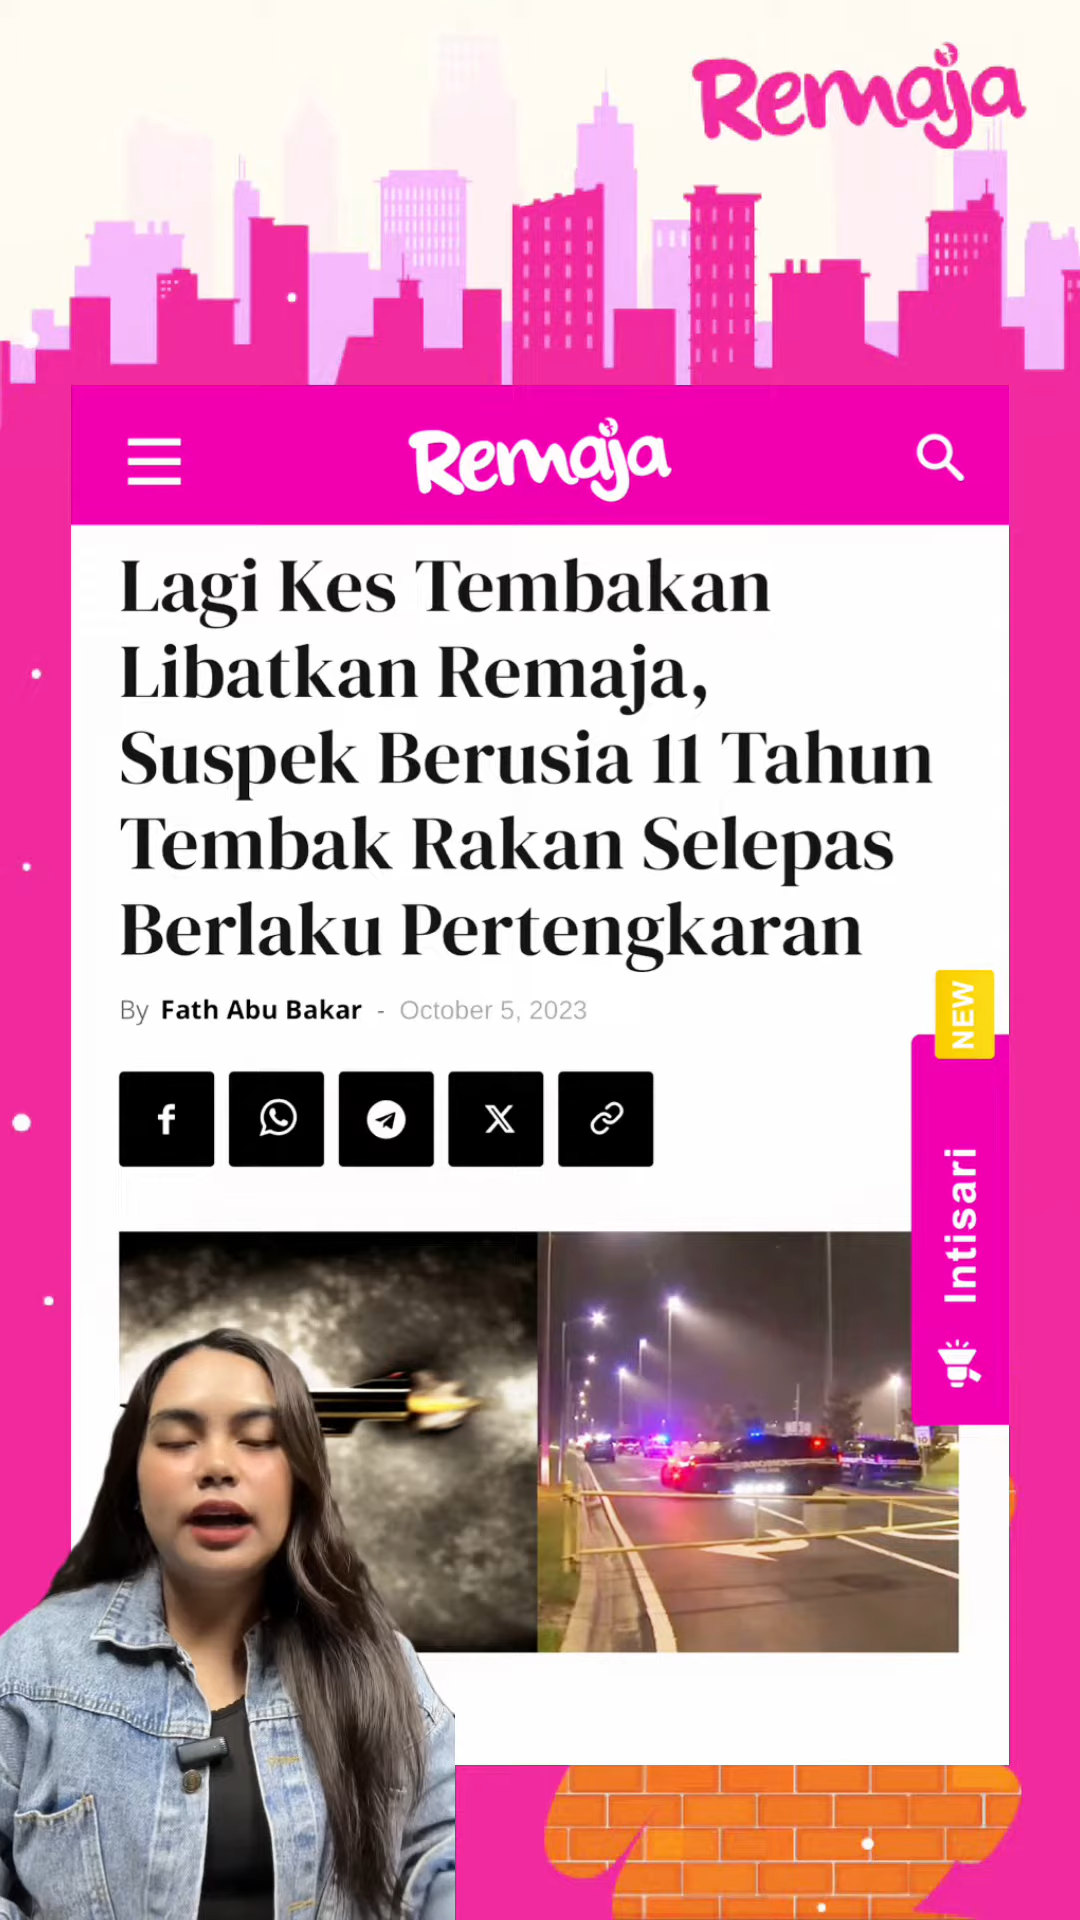 Remaja
Remaja
Lagi Kes Tembakan
Libatkan Remaja,
Suspek Berusia 11 Tahun
Tembak Rakan Selepas
Berlaku Pertengkaran
By Fath Abu Bakar - October 5, 2023
NEW
Intisari